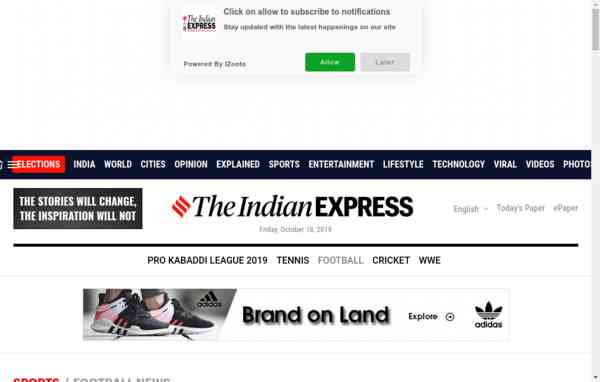 Click on allow to subscribe to notifications
The Indian
EXPRESS
Stay updated with the latest happenings on our site
Powered By iZooto
Allow
Later
ELECTIONS INDIA WORLD CITIES OPINION EXPLAINED SPORTS ENTERTAINMENT LIFESTYLE TECHNOLOGY VIRAL VIDEOS PHOTOS
THE STORIES WILL CHANGE,
THE INSPIRATION WILL NOT
The Indian EXPRESS
English
Today's Paper
ePaper
Friday, October 18, 2019
PRO KABADDI LEAGUE 2019 TENNIS FOOTBALL CRICKET WWE
adidas
Brand on Land
Explore
adidas
SPORTS / FOOTBALL NEWS